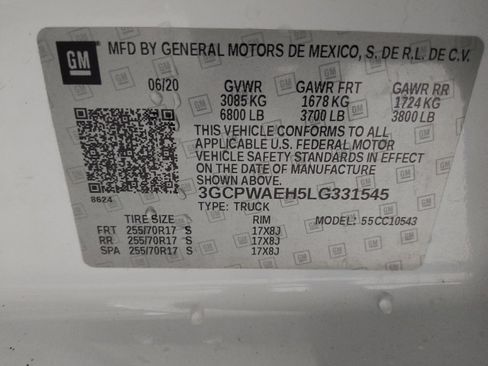 GM
MFD BY GENERAL MOTORS DE MEXICO, S. DE R.L. DE C.V.
06/20 GVWR GAWR FRT GAWR RR
3085 KG 1678 KG 1724 KG
6800 LB 3700 LB 3800 LB
THIS VEHICLE CONFORMS TO ALL
APPLICABLE U.S. FEDERAL MOTOR
VEHICLE SAFETY STANDARDS IN EFFECT
ON THE DATE OF MANUFACTURE
SHOWN ABOVE.
8624 3GCPWAEH5LG331545
TYPE: TRUCK MODEL: 55CC10543
TIRE SIZE RIM
FRT 255/70R17 S 17X8J
RR 255/70R17 S 17X8J
SPA 255/70R17 S 17X8J